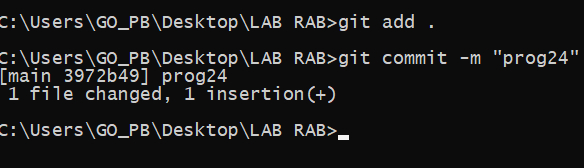 C:\Users\GO_PB\Desktop\LAB RAB>git add .
C:\Users\GO_PB\Desktop\LAB RAB>git commit -m "prog24"
[main 3972b49] prog24
 1 file changed, 1 insertion(+)
C:\Users\GO_PB\Desktop\LAB RAB>